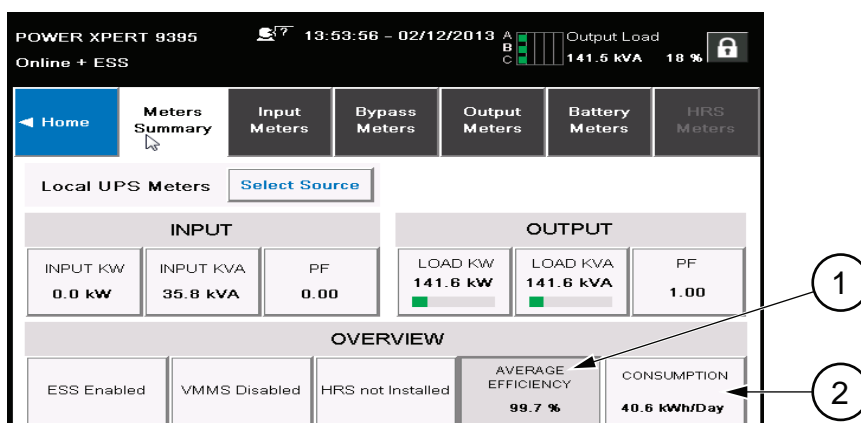 POWER XPERT 9395
? 13:53:56 - 02/12/2013
A
B
C
Output Load
141.5 kVA 18 %
Online + ESS
Home
Meters
Summary
Input
Meters
Bypass
Meters
Output
Meters
Battery
Meters
HRS
Meters
Local UPS Meters
Select Source
INPUT
OUTPUT
INPUT KW
0.0 kW
INPUT KVA
35.8 kVA
PF
0.00
LOAD KW
141.6 kW
LOAD KVA
141.6 kVA
PF
1.00
1
OVERVIEW
ESS Enabled
VMMS Disabled
HRS not Installed
AVERAGE
EFFICIENCY
99.7 %
CONSUMPTION
40.6 kWh/Day
2